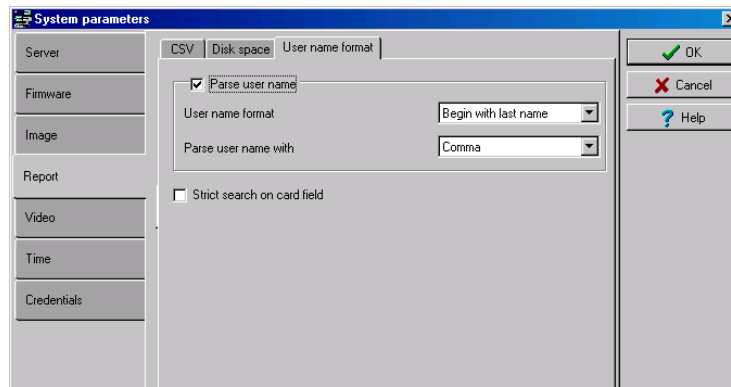 System parameters
Server
Firmware
Image
Report
Video
Time
Credentials
CSV
Disk space
User name format
Parse user name
User name format
Begin with last name
Parse user name with
Comma
Strict search on card field
OK
Cancel
Help